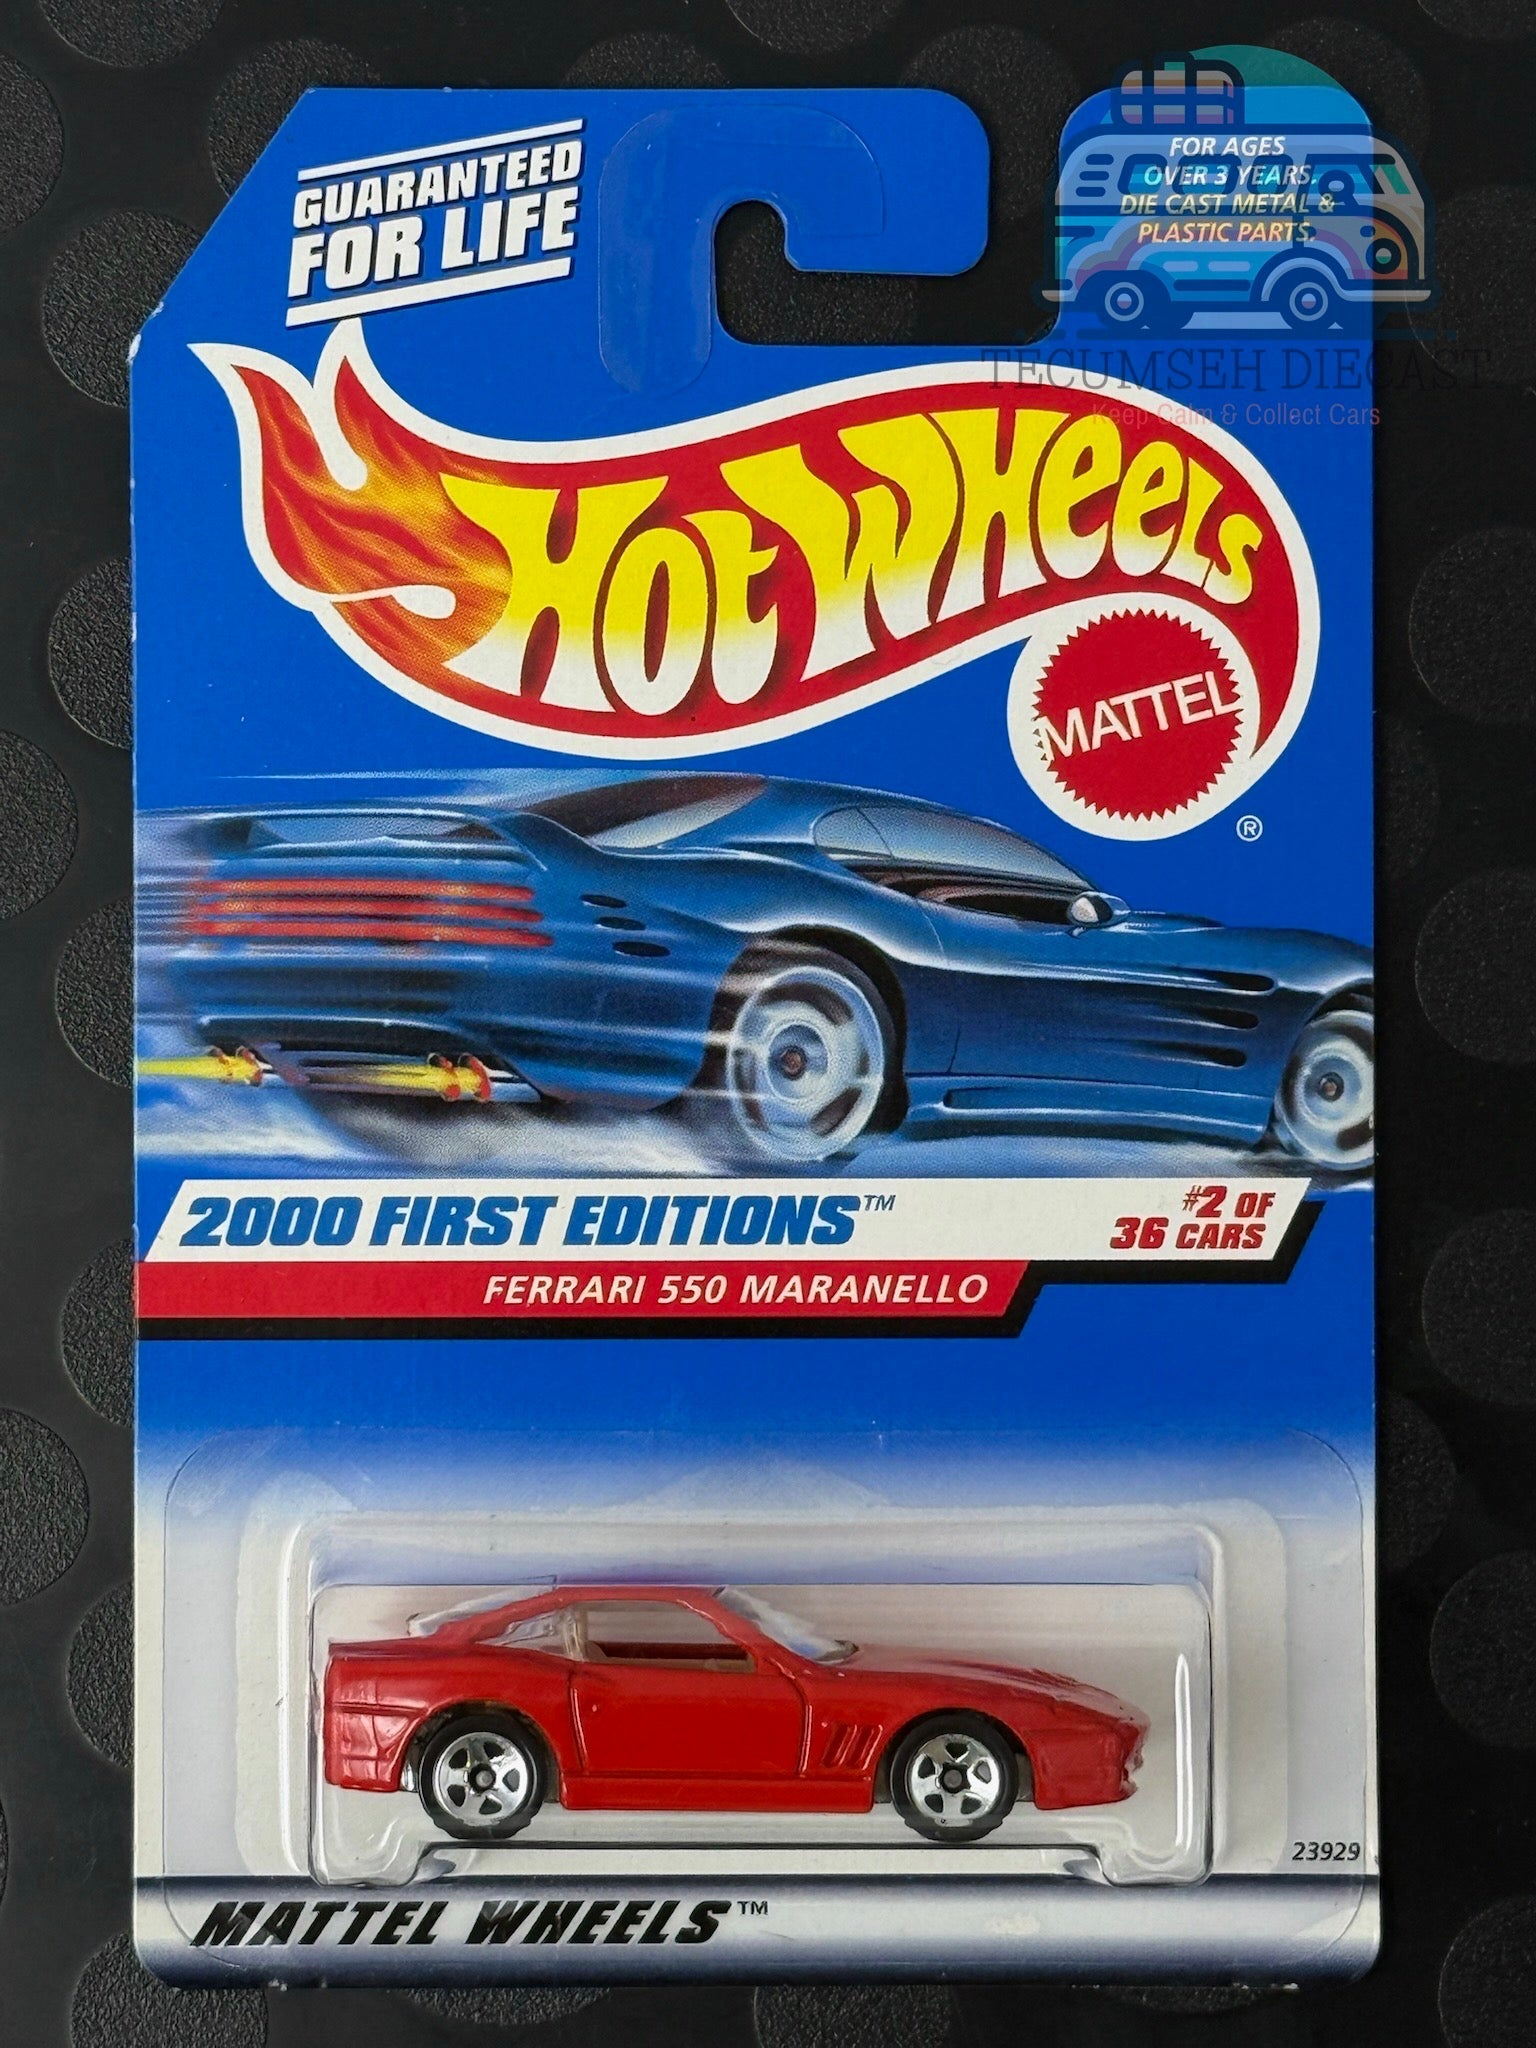 GUARANTEED
FOR LIFE
FOR AGES
OVER 3 YEARS.
DIE CAST METAL &
PLASTIC PARTS.
TECUMSEH DIECAST
Keep Calm & Collect Cars
HOT WHEELS
MATTEL
®
2000 FIRST EDITIONS™
#2 OF
36 CARS
FERRARI 550 MARANELLO
23929
MATTEL WHEELS™